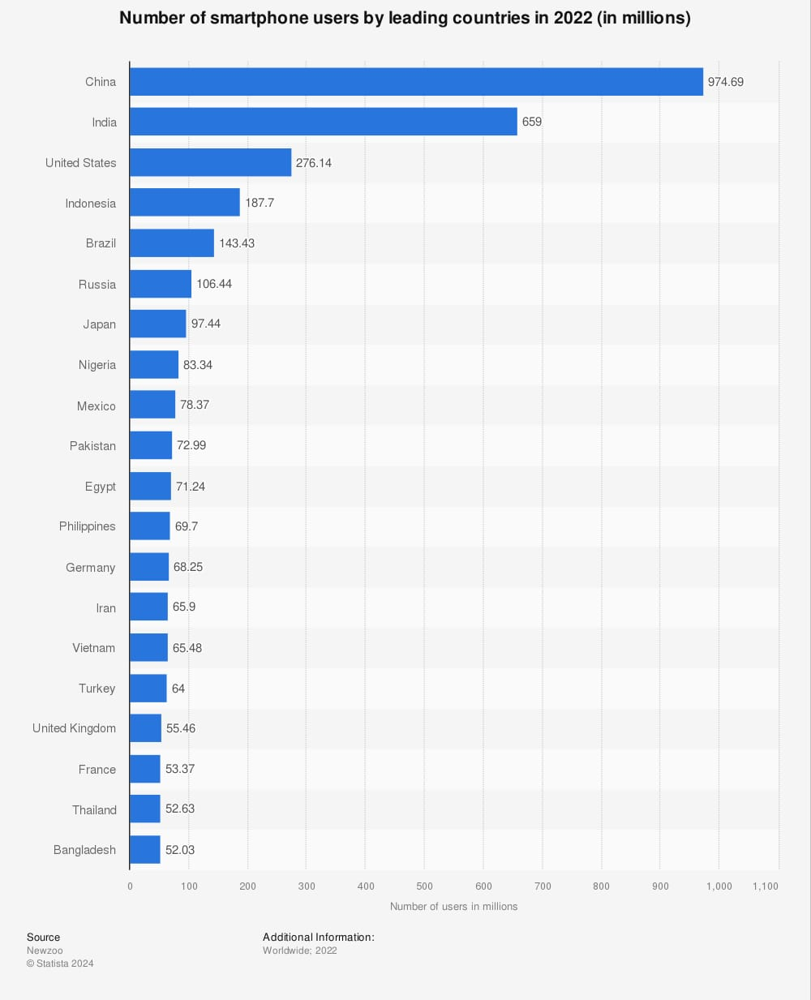 Number of smartphone users by leading countries in 2022 (in millions)
China 974.69
India 659
United States 276.14
Indonesia 187.7
Brazil 143.43
Russia 106.44
Japan 97.44
Nigeria 83.34
Mexico 78.37
Pakistan 72.99
Egypt 71.24
Philippines 69.7
Germany 68.25
Iran 65.9
Vietnam 65.48
Turkey 64
United Kingdom 55.46
France 53.37
Thailand 52.63
Bangladesh 52.03
0 100 200 300 400 500 600 700 800 900 1,000 1,100
Number of users in millions
Source Additional Information:
Newzoo Worldwide; 2022
© Statista 2024